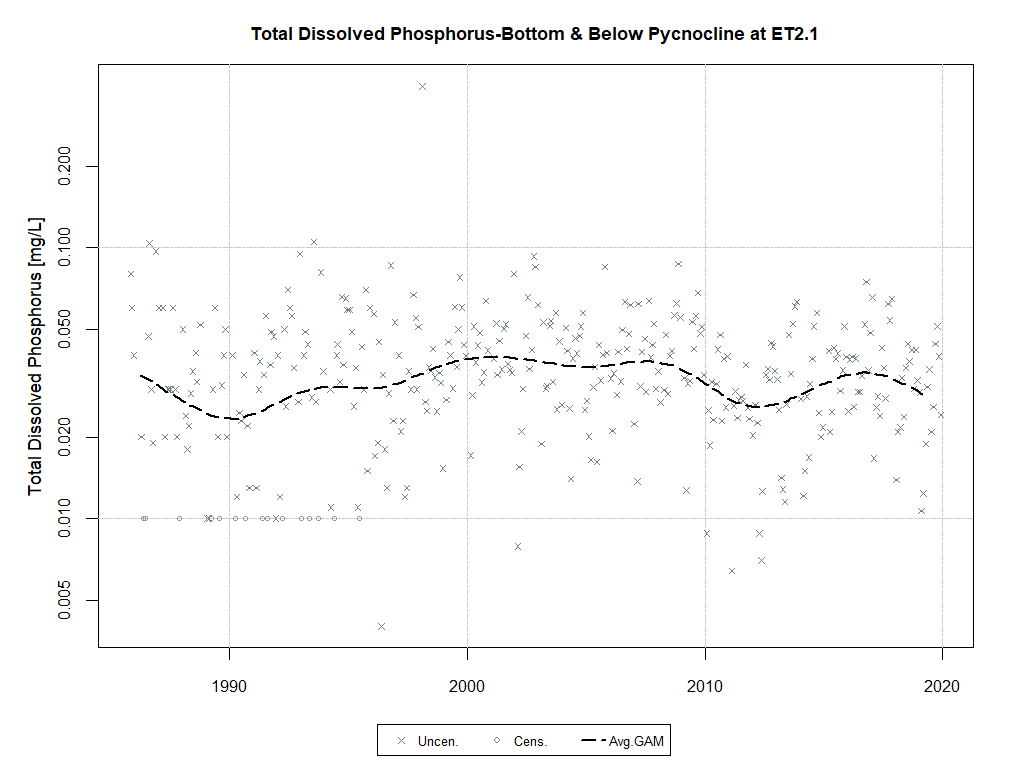 Total Dissolved Phosphorus-Bottom & Below Pycnocline at ET2.1
Total Dissolved Phosphorus [mg/L]
0.200
0.100
0.050
0.020
0.010
0.005
1990 2000 2010 2020
Uncen. Cens. Avg.GAM